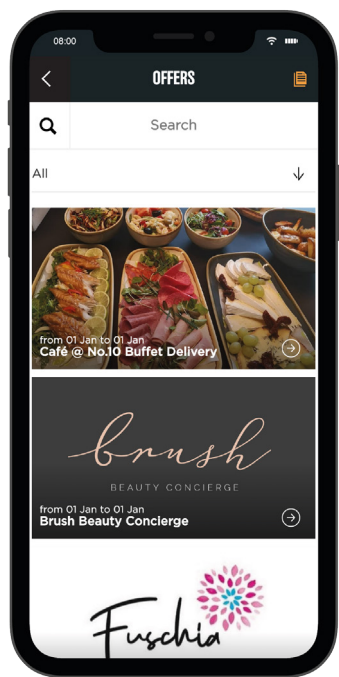 08:00
OFFERS
Search
All
from 01 Jan to 01 Jan
Café @ No.10 Buffet Delivery
brush
BEAUTY CONCIERGE
from 01 Jan to 01 Jan
Brush Beauty Concierge
Fuschia